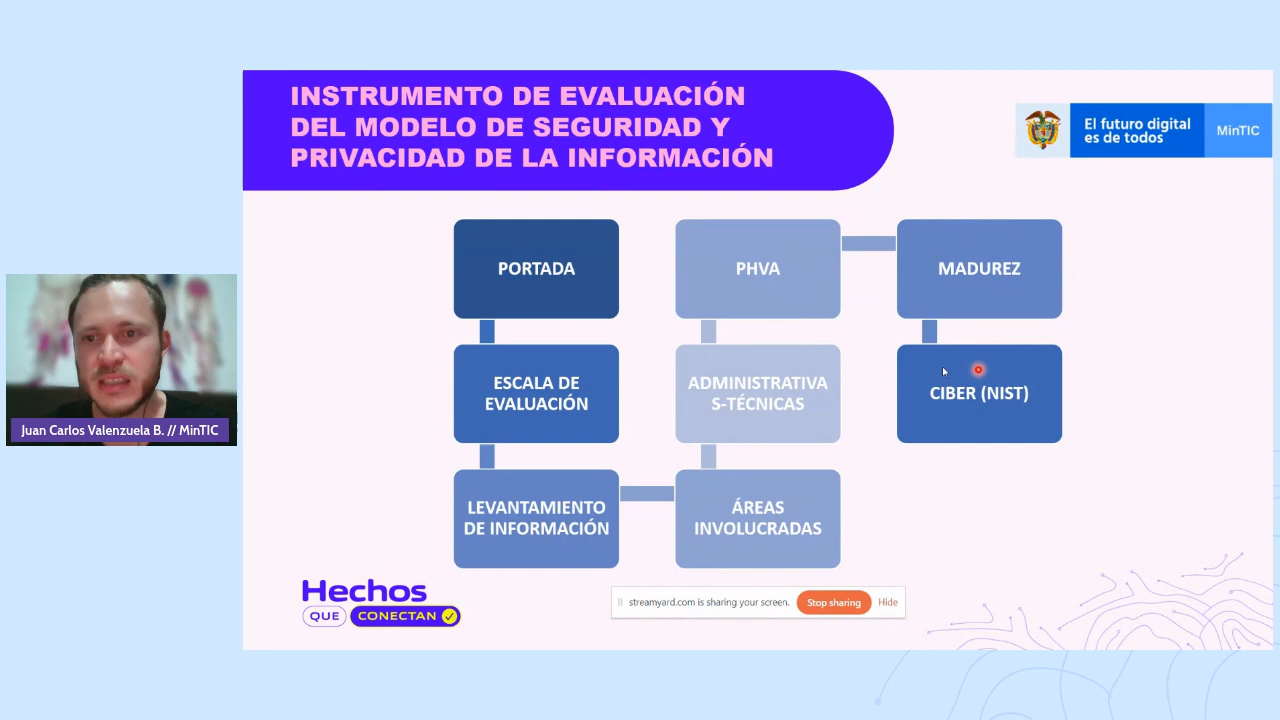 INSTRUMENTO DE EVALUACIÓN
DEL MODELO DE SEGURIDAD Y
PRIVACIDAD DE LA INFORMACIÓN
El futuro digital
es de todos
MinTIC
PORTADA
ESCALA DE
EVALUACIÓN
LEVANTAMIENTO
DE INFORMACIÓN
PHVA
ADMINISTRATIVA
S-TÉCNICAS
ÁREAS
INVOLUCRADAS
MADUREZ
CIBER (NIST)
Juan Carlos Valenzuela B. // MinTIC
Hechos
QUE CONECTAN
streamyard.com is sharing your screen. Stop sharing Hide